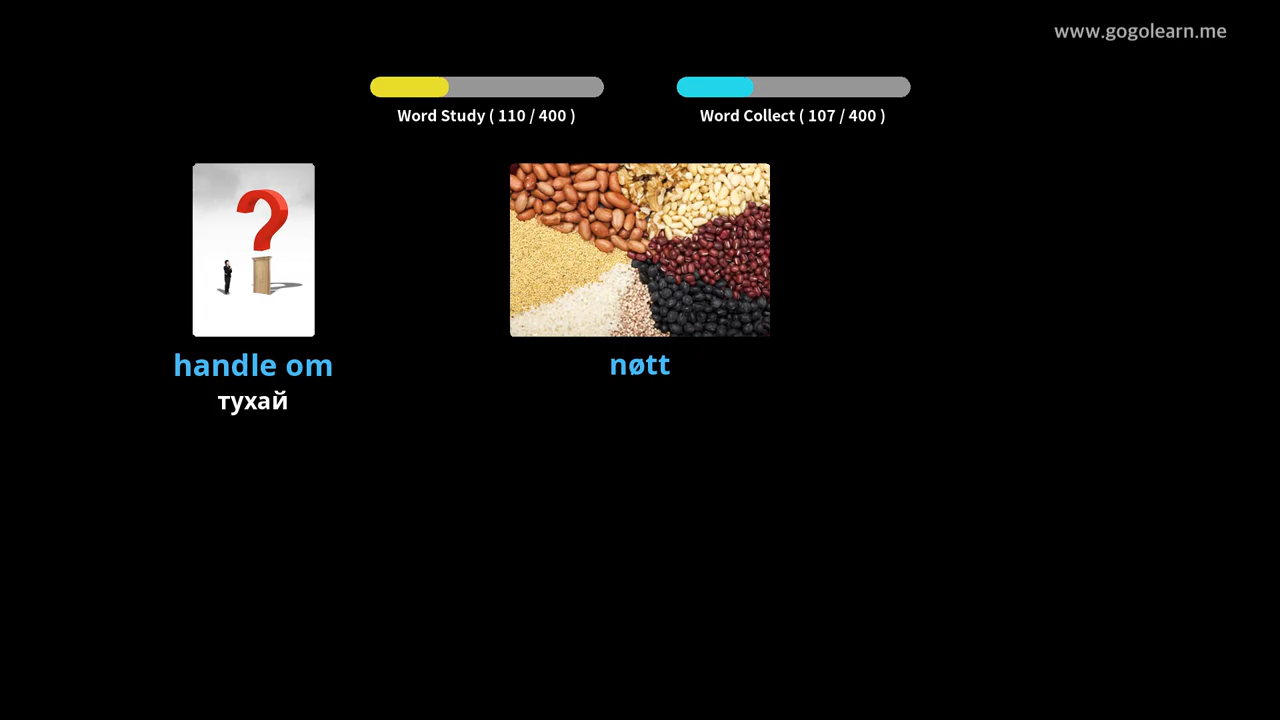 www.gogolearn.me
Word Study ( 110 / 400 )
Word Collect ( 107 / 400 )
handle om
тухай
nøtt